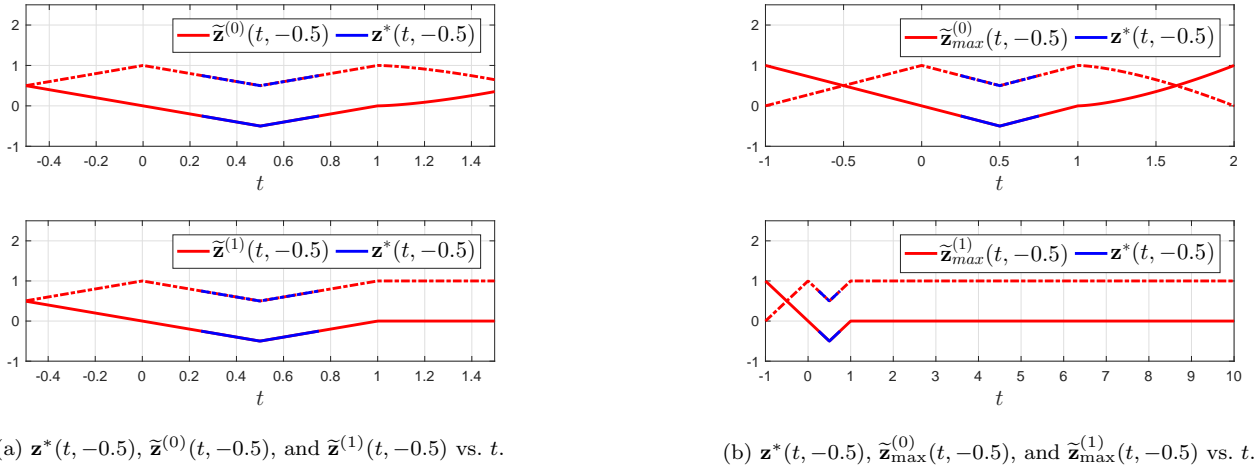 2
1
0
-1
z̃^(0)(t, −0.5) z*(t, −0.5)
-0.4 -0.2 0 0.2 0.4 0.6 0.8 1 1.2 1.4
t
2
1
0
-1
z̃^(1)(t, −0.5) z*(t, −0.5)
-0.4 -0.2 0 0.2 0.4 0.6 0.8 1 1.2 1.4
t
a) z*(t, −0.5), z̃^(0)(t, −0.5), and z̃^(1)(t, −0.5) vs. t.
2
1
0
-1
z̃_max^(0)(t, −0.5) z*(t, −0.5)
-1 -0.5 0 0.5 1 1.5 2
t
2
1
0
-1
z̃_max^(1)(t, −0.5) z*(t, −0.5)
-1 0 1 2 3 4 5 6 7 8 9 10
t
(b) z*(t, −0.5), z̃_max^(0)(t, −0.5), and z̃_max^(1)(t, −0.5) vs. t.